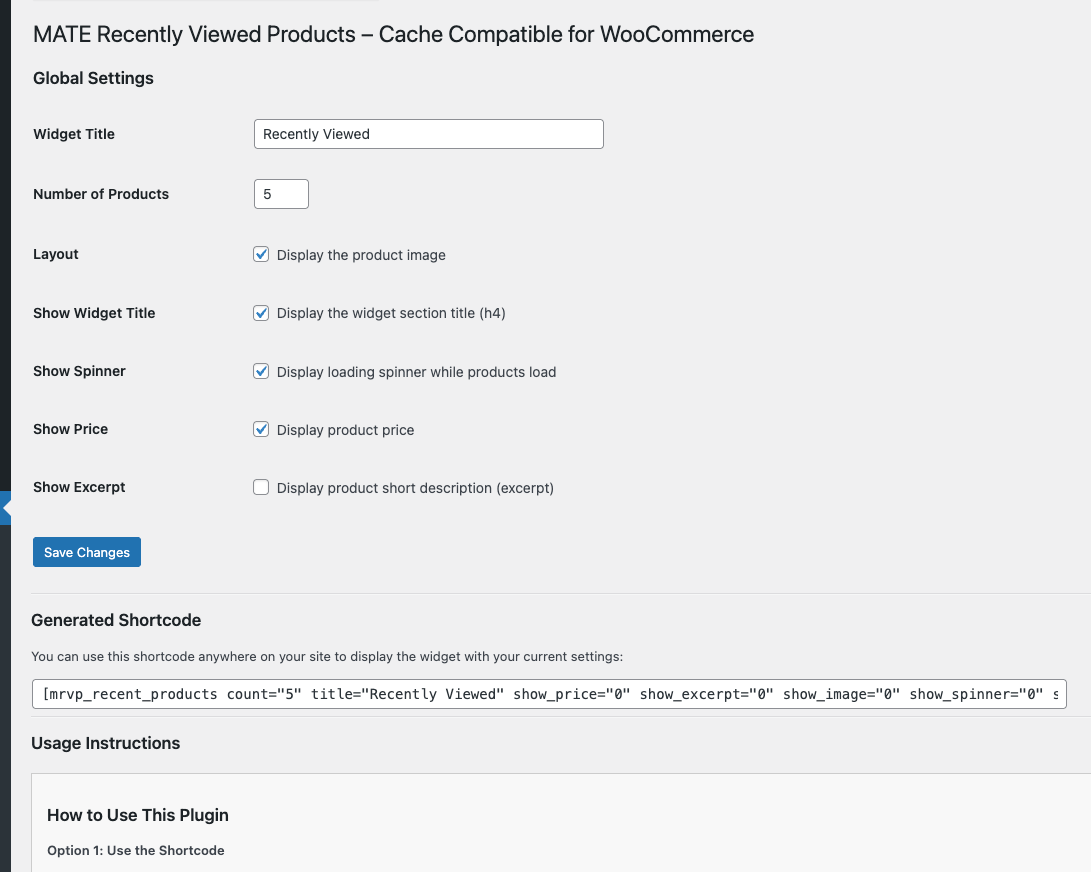 MATE Recently Viewed Products – Cache Compatible for WooCommerce
Global Settings
Widget Title Recently Viewed
Number of Products 5
Layout Display the product image
Show Widget Title Display the widget section title (h4)
Show Spinner Display loading spinner while products load
Show Price Display product price
Show Excerpt Display product short description (excerpt)
Save Changes
Generated Shortcode
You can use this shortcode anywhere on your site to display the widget with your current settings:
[mrvp_recent_products count="5" title="Recently Viewed" show_price="0" show_excerpt="0" show_image="0" show_spinner="0" s
Usage Instructions
How to Use This Plugin
Option 1: Use the Shortcode